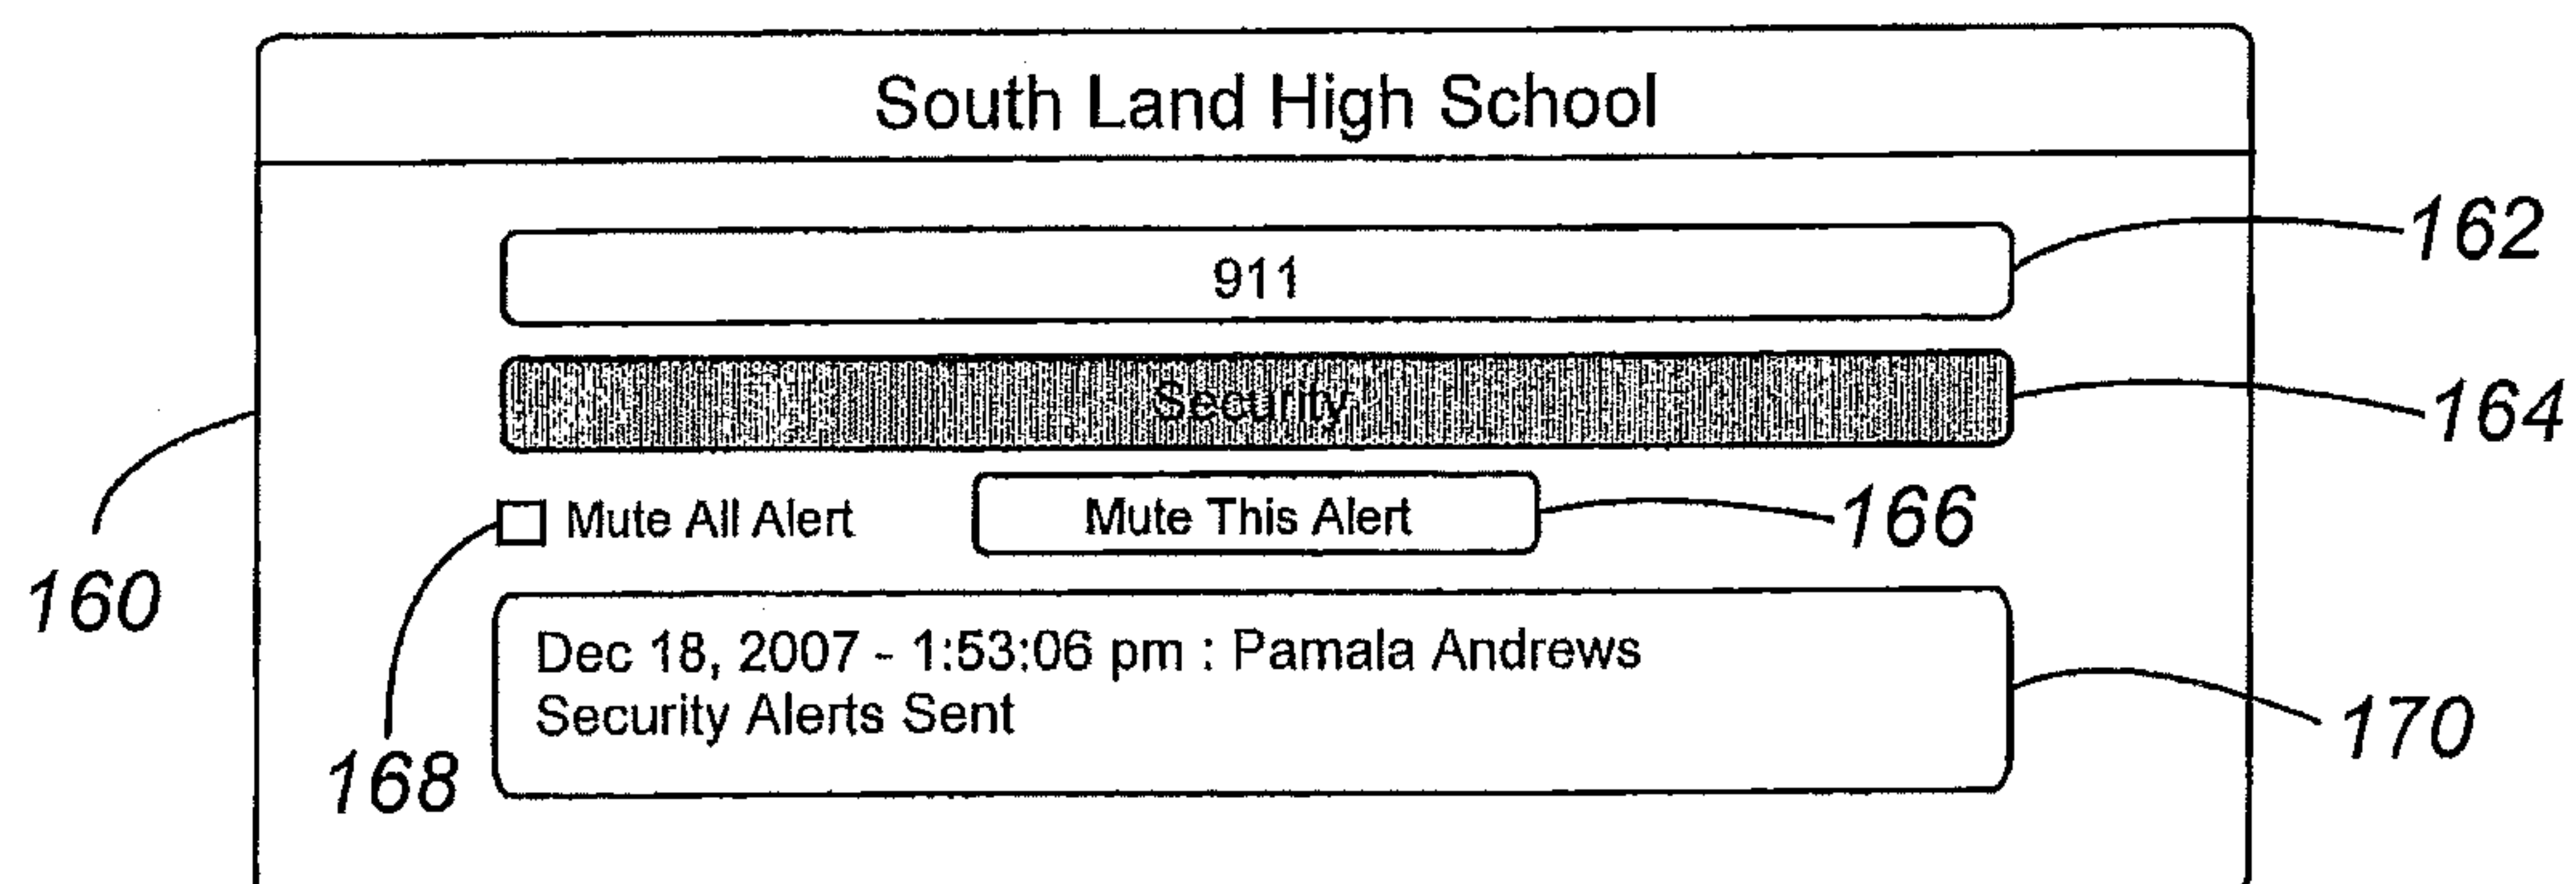 South Land High School
911
162
Security
164
Mute All Alert
Mute This Alert
166
160
Dec 18, 2007 - 1:53:06 pm : Pamala Andrews
Security Alerts Sent
170
168